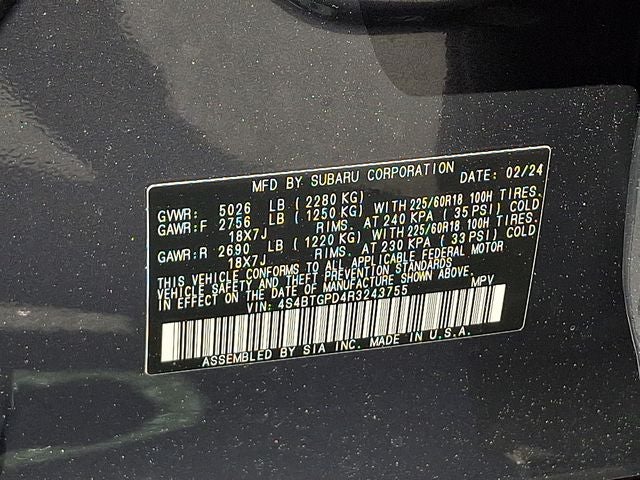 MFD BY SUBARU CORPORATION DATE: 02/24
GVWR: 5026 LB ( 2280 KG)
GAWR:F 2756 LB ( 1250 KG) WITH 225/60R18 100H TIRES,
18X7J RIMS, AT 240 KPA ( 35 PSI) COLD
GAWR:R 2690 LB ( 1220 KG) WITH 225/60R18 100H TIRES,
18X7J RIMS, AT 230 KPA ( 33 PSI) COLD
THIS VEHICLE CONFORMS TO ALL APPLICABLE FEDERAL MOTOR
VEHICLE SAFETY AND THEFT PREVENTION STANDARDS
IN EFFECT ON THE DATE OF MANUFACTURE SHOWN ABOVE.
VIN: 4S4BTGPD4R3243755 MPV
ASSEMBLED BY SIA INC. MADE IN U.S.A.